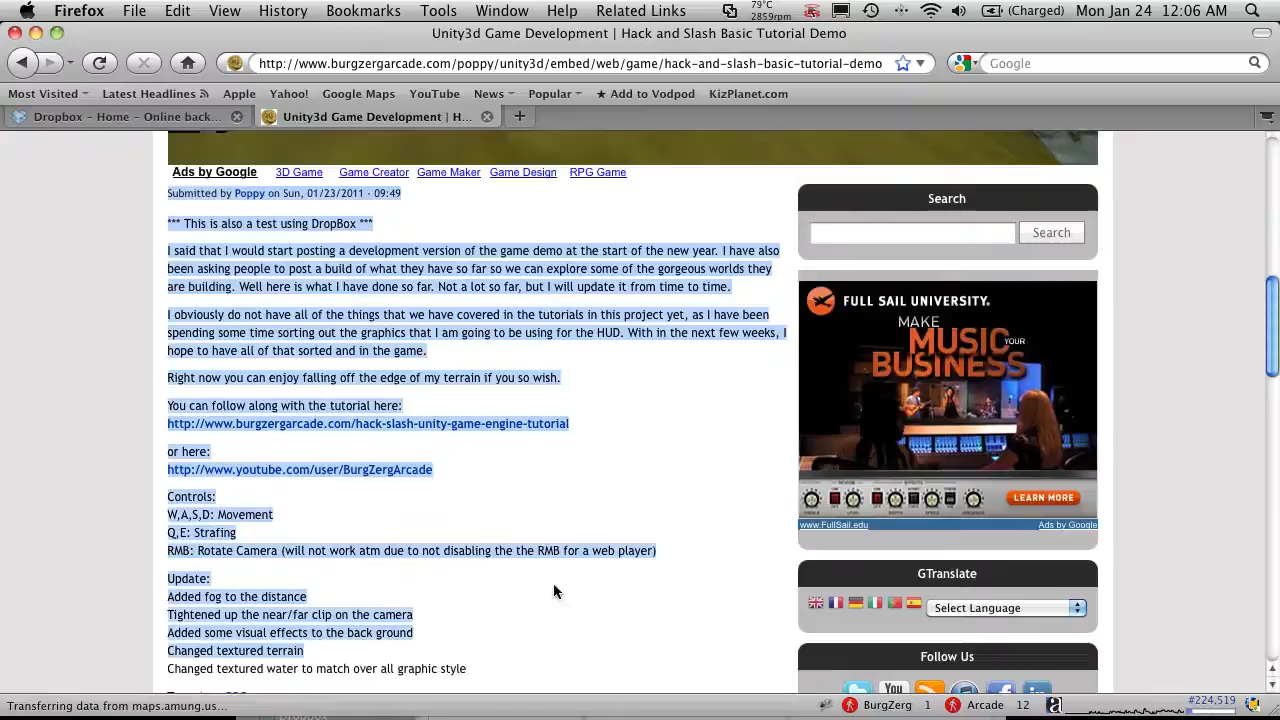 Firefox File Edit View History Bookmarks Tools Window Help Related Links 79°C 2859rpm (Charged) Mon Jan 24 12:06 AM
Unity3d Game Development | Hack and Slash Basic Tutorial Demo
http://www.burgzergarcade.com/poppy/unity3d/embed/web/game/hack-and-slash-basic-tutorial-demo Google
Most Visited Latest Headlines Apple Yahoo! Google Maps YouTube News Popular ★ Add to Vodpod KizPlanet.com
Dropbox – Home – Online back... Unity3d Game Development | H...
Ads by Google 3D Game Game Creator Game Maker Game Design RPG Game
Submitted by Poppy on Sun, 01/23/2011 - 09:49
*** This is also a test using DropBox ***
I said that I would start posting a development version of the game demo at the start of the new year. I have also
been asking people to post a build of what they have so far so we can explore some of the gorgeous worlds they
are building. Well here is what I have done so far. Not a lot so far, but I will update it from time to time.
I obviously do not have all of the things that we have covered in the tutorials in this project yet, as I have been
spending some time sorting out the graphics that I am going to be using for the HUD. With in the next few weeks, I
hope to have all of that sorted and in the game.
Right now you can enjoy falling off the edge of my terrain if you so wish.
You can follow along with the tutorial here:
http://www.burgzergarcade.com/hack-slash-unity-game-engine-tutorial
or here:
http://www.youtube.com/user/BurgZergArcade
Controls:
W,A,S,D: Movement
Q,E: Strafing
RMB: Rotate Camera (will not work atm due to not disabling the the RMB for a web player)
Update:
Added fog to the distance
Tightened up the near/far clip on the camera
Added some visual effects to the back ground
Changed textured terrain
Changed textured water to match over all graphic style
Search
Search
FULL SAIL UNIVERSITY.
MAKE
MUSIC YOUR
BUSINESS
LEARN MORE
www.FullSail.edu Ads by Google
GTranslate
Select Language
Follow Us
You
Transferring data from maps.amung.us... BurgZerg 1 Arcade 12 #224,519